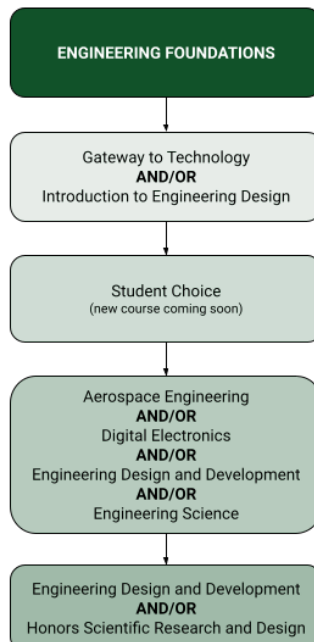 ENGINEERING FOUNDATIONS
Gateway to Technology
AND/OR
Introduction to Engineering Design
Student Choice
(new course coming soon)
Aerospace Engineering
AND/OR
Digital Electronics
AND/OR
Engineering Design and Development
AND/OR
Engineering Science
Engineering Design and Development
AND/OR
Honors Scientific Research and Design